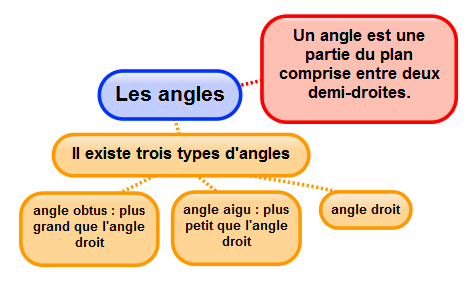 Un angle est une
partie du plan
comprise entre deux
demi-droites.
Les angles
Il existe trois types d'angles
angle obtus : plus
grand que l'angle
droit
angle aigu : plus
petit que l'angle
droit
angle droit